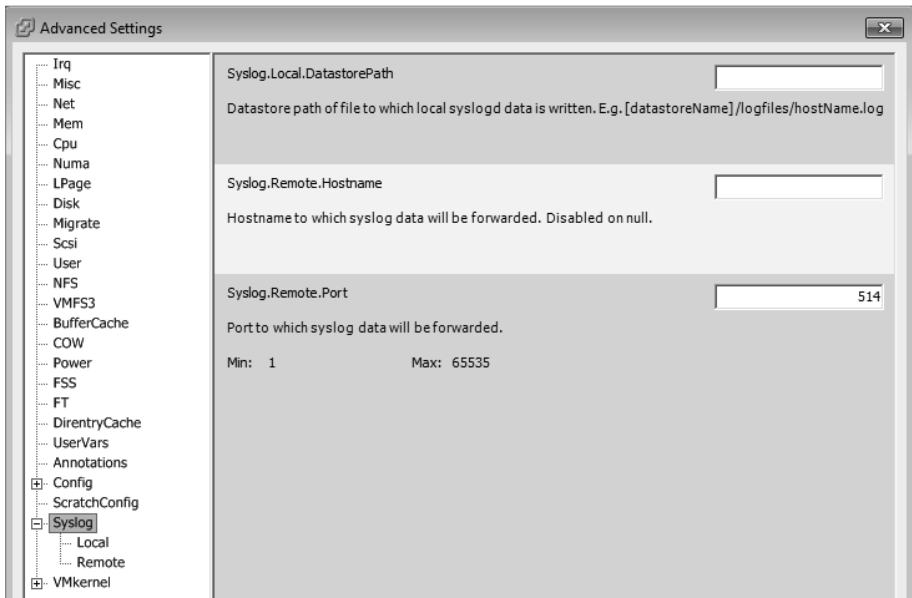 Advanced Settings
Irq
Misc
Net
Mem
Cpu
Numa
LPage
Disk
Migrate
Scsi
User
NFS
VMFS3
BufferCache
COW
Power
FSS
FT
DirentryCache
UserVars
Annotations
Config
ScratchConfig
Syslog
Local
Remote
VMkernel
Syslog.Local.DatastorePath
Datastore path of file to which local syslogd data is written. E.g. [datastoreName]/logfiles/hostName.log
Syslog.Remote.Hostname
Hostname to which syslog data will be forwarded. Disabled on null.
Syslog.Remote.Port 514
Port to which syslog data will be forwarded.
Min: 1 Max: 65535